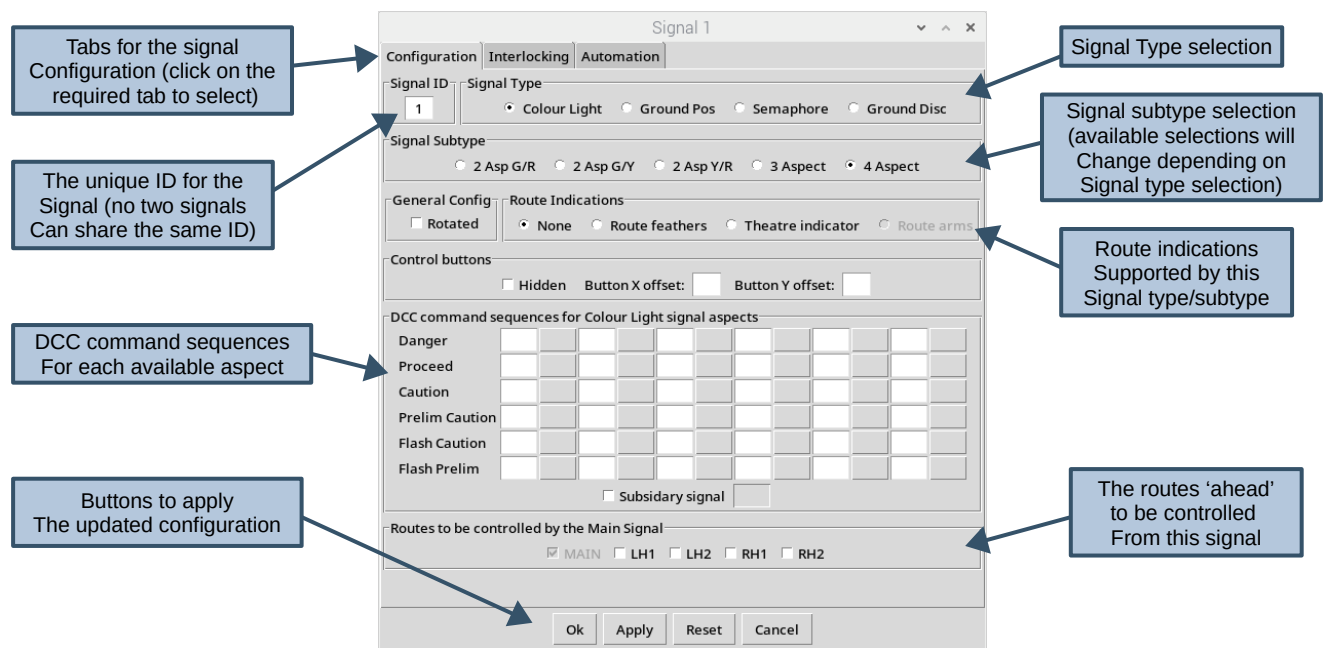 Signal 1
Tabs for the signal
Configuration (click on the
required tab to select)
The unique ID for the
Signal (no two signals
Can share the same ID)
DCC command sequences
For each available aspect
Buttons to apply
The updated configuration
Configuration Interlocking Automation
Signal ID Signal Type
1 Colour Light Ground Pos Semaphore Ground Disc
Signal Subtype
2 Asp G/R 2 Asp G/Y 2 Asp Y/R 3 Aspect 4 Aspect
General Config Route Indications
Rotated None Route feathers Theatre indicator Route arms
Control buttons
Hidden Button X offset: Button Y offset:
DCC command sequences for Colour Light signal aspects
Danger
Proceed
Caution
Prelim Caution
Flash Caution
Flash Prelim
Subsidary signal
Routes to be controlled by the Main Signal
MAIN LH1 LH2 RH1 RH2
Ok Apply Reset Cancel
Signal Type selection
Signal subtype selection
(available selections will
Change depending on
Signal type selection)
Route indications
Supported by this
Signal type/subtype
The routes ‘ahead’
to be controlled
From this signal